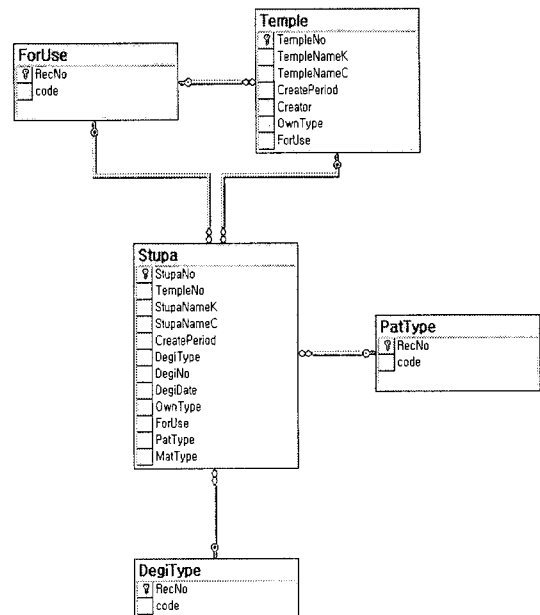 Temple
TempleNo
TempleNameK
TempleNameC
CreatePeriod
Creator
OwnType
ForUse
ForUse
RecNo
code
Stupa
StupaNo
TempleNo
StupaNameK
StupaNameC
CreatePeriod
DegiType
DegiNo
DegiDate
OwnType
ForUse
PatType
MatType
PatType
RecNo
code
DegiType
RecNo
code